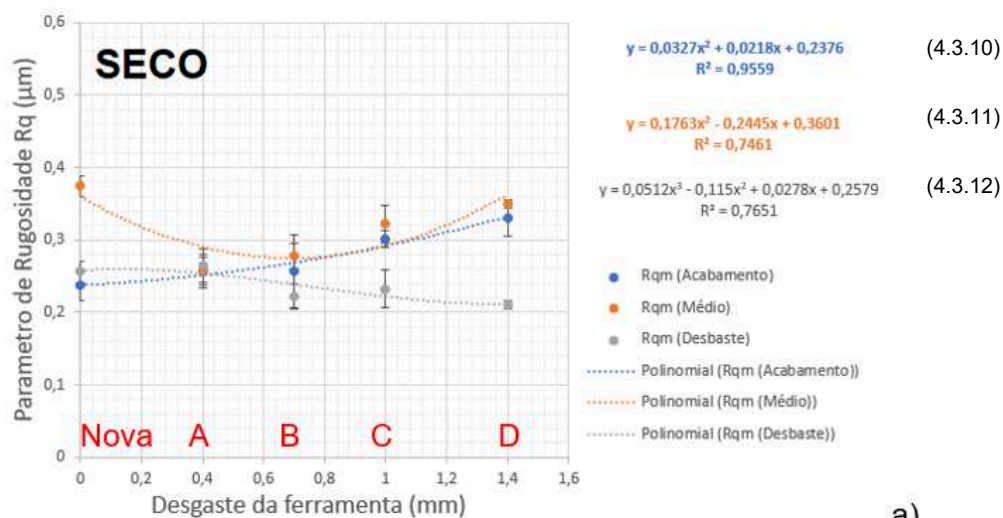 SECO
Parametro de Rugosidade Rq (µm)
0,6
0,5
0,4
0,3
0,2
0,1
0
Nova A B C D
0 0,2 0,4 0,6 0,8 1 1,2 1,4 1,6
Desgaste da ferramenta (mm)
y = 0,0327x² + 0,0218x + 0,2376 (4.3.10)
R² = 0,9559
y = 0,1763x² - 0,2445x + 0,3601 (4.3.11)
R² = 0,7461
y = 0,0512x³ - 0,115x² + 0,0278x + 0,2579 (4.3.12)
R² = 0,7651
Rqm (Acabamento)
Rqm (Médio)
Rqm (Desbaste)
Polinomial (Rqm (Acabamento))
Polinomial (Rqm (Médio))
Polinomial (Rqm (Desbaste))
a)